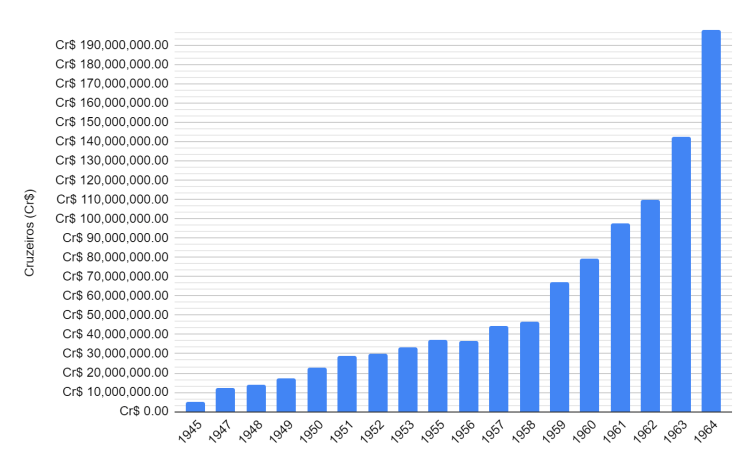 Cr$ 190,000,000.00
Cr$ 180,000,000.00
Cr$ 170,000,000.00
Cr$ 160,000,000.00
Cr$ 150,000,000.00
Cr$ 140,000,000.00
Cr$ 130,000,000.00
Cr$ 120,000,000.00
Cr$ 110,000,000.00
Cr$ 100,000,000.00
Cr$ 90,000,000.00
Cr$ 80,000,000.00
Cr$ 70,000,000.00
Cr$ 60,000,000.00
Cr$ 50,000,000.00
Cr$ 40,000,000.00
Cr$ 30,000,000.00
Cr$ 20,000,000.00
Cr$ 10,000,000.00
Cr$ 0.00
Cruzeiros (Cr$)
1945 1947 1948 1949 1950 1951 1952 1953 1955 1956 1957 1958 1959 1960 1961 1962 1963 1964